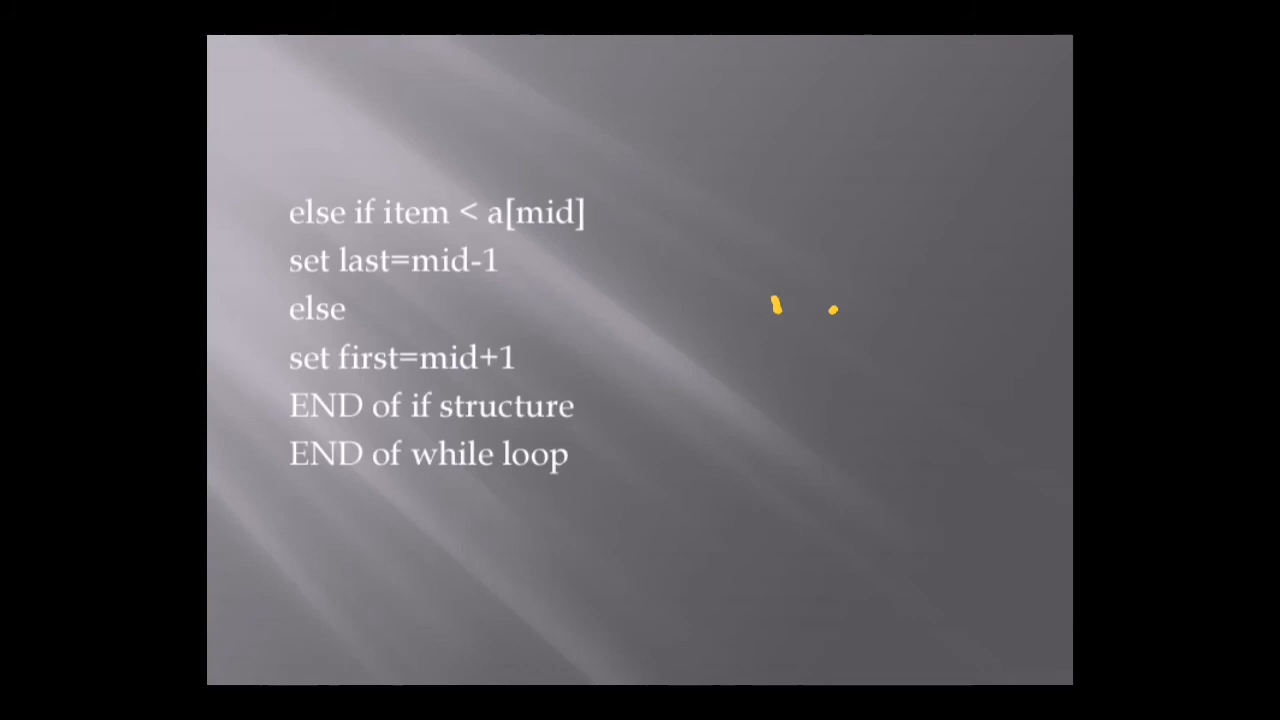 else if item < a[mid]
set last=mid-1
else
set first=mid+1
END of if structure
END of while loop